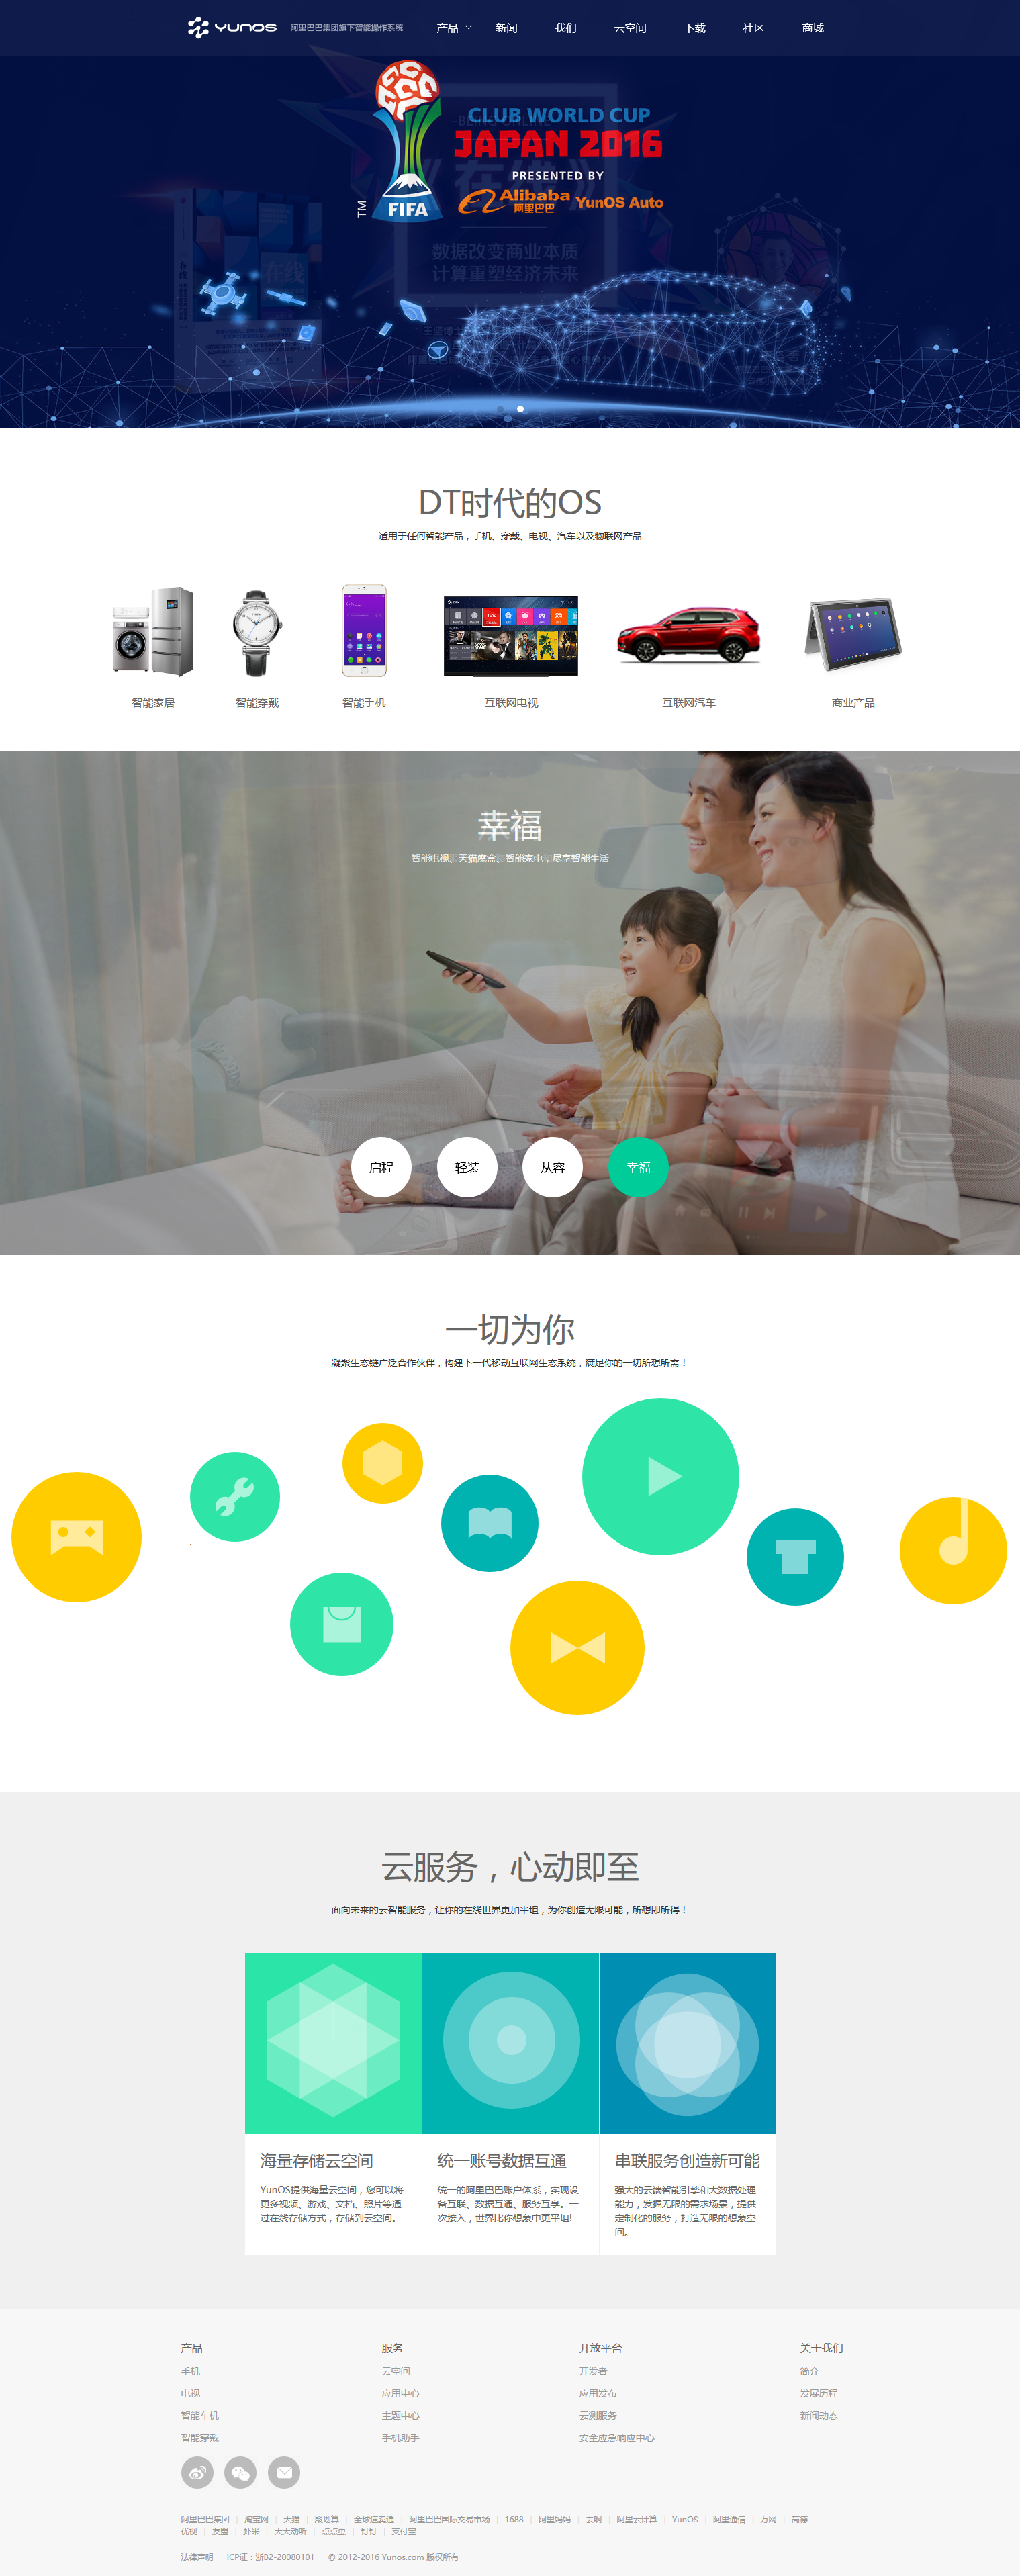 YUNOS 阿里巴巴集团旗下智能操作系统 产品 新闻 我们 云空间 下载 社区 商城
CLUB WORLD CUP
JAPAN 2016
PRESENTED BY
Alibaba 阿里巴巴 YunOS Auto
TM FIFA
-BEING ONLINE-
《在线》
数据改变商业本质
计算重塑经济未来
DT时代的OS
适用于任何智能产品，手机、穿戴、电视、汽车以及物联网产品
智能家居 智能穿戴 智能手机 互联网电视 互联网汽车 商业产品
幸福
智能电视、天猫魔盒、智能家电，尽享智能生活
启程 轻装 从容 幸福
一切为你
凝聚生态链广泛合作伙伴，构建下一代移动互联网生态系统，满足你的一切所想所需！
云服务，心动即至
面向未来的云智能服务，让你的在线世界更加平坦，为你创造无限可能，所想即所得！
海量存储云空间
YunOS提供海量云空间，您可以将
更多视频、游戏、文档、照片等通
过在线存储方式，存储到云空间。
统一账号数据互通
统一的阿里巴巴账户体系，实现设
备互联、数据互通、服务互享。一
次接入，世界比你想象中更平坦!
串联服务创造新可能
强大的云端智能引擎和大数据处理
能力，发掘无限的需求场景，提供
定制化的服务，打造无限的想象空
间。
产品 服务 开放平台 关于我们
手机 云空间 开发者 简介
电视 应用中心 应用发布 发展历程
智能车机 主题中心 云测服务 新闻动态
智能穿戴 手机助手 安全应急响应中心
阿里巴巴集团 | 淘宝网 | 天猫 | 聚划算 | 全球速卖通 | 阿里巴巴国际交易市场 | 1688 | 阿里妈妈 | 去啊 | 阿里云计算 | YunOS | 阿里通信 | 万网 | 高德
优视 | 友盟 | 虾米 | 天天动听 | 点点虫 | 钉钉 | 支付宝
法律声明 ICP证：浙B2-20080101 © 2012-2016 Yunos.com 版权所有